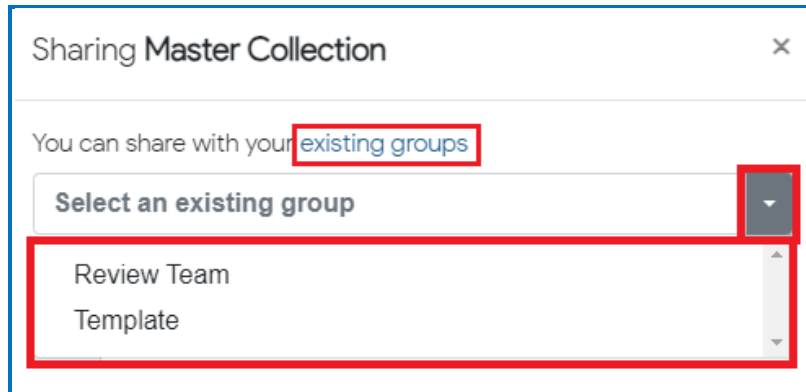 Sharing Master Collection
You can share with your existing groups
Select an existing group
Review Team
Template